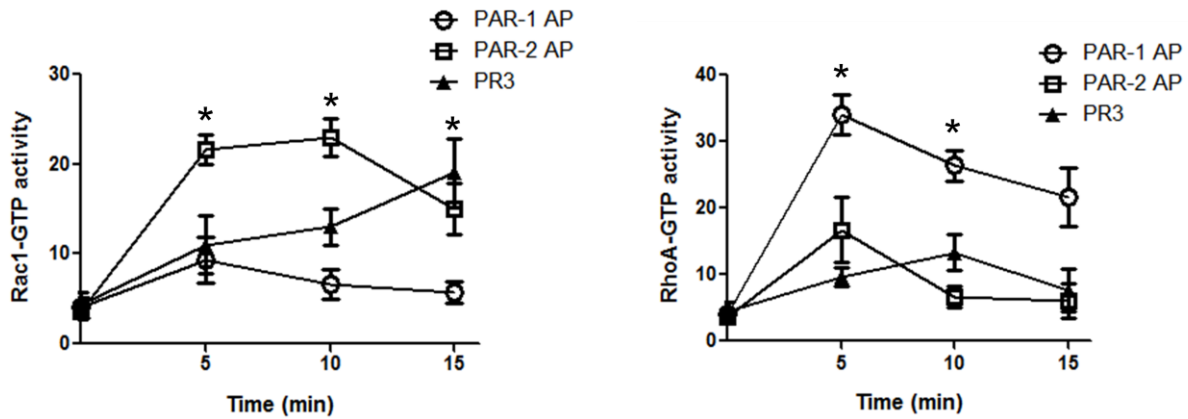 PAR-1 AP
PAR-2 AP
PR3
30
20
10
0
Rac1-GTP activity
*
*
*
5
10
15
Time (min)
PAR-1 AP
PAR-2 AP
PR3
40
30
20
10
0
RhoA-GTP activity
*
*
5
10
15
Time (min)